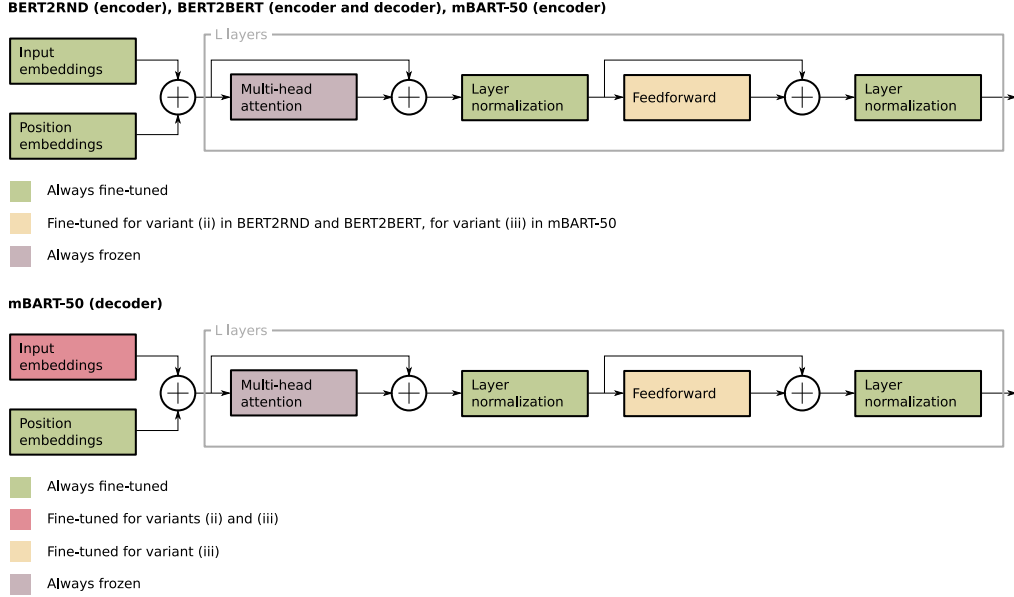 BERT2RND (encoder), BERT2BERT (encoder and decoder), mBART-50 (encoder)
L layers
Input
embeddings
Position
embeddings
Multi-head
attention
Layer
normalization
Feedforward
Layer
normalization
Always fine-tuned
Fine-tuned for variant (ii) in BERT2RND and BERT2BERT, for variant (iii) in mBART-50
Always frozen
mBART-50 (decoder)
L layers
Input
embeddings
Position
embeddings
Multi-head
attention
Layer
normalization
Feedforward
Layer
normalization
Always fine-tuned
Fine-tuned for variants (ii) and (iii)
Fine-tuned for variant (iii)
Always frozen